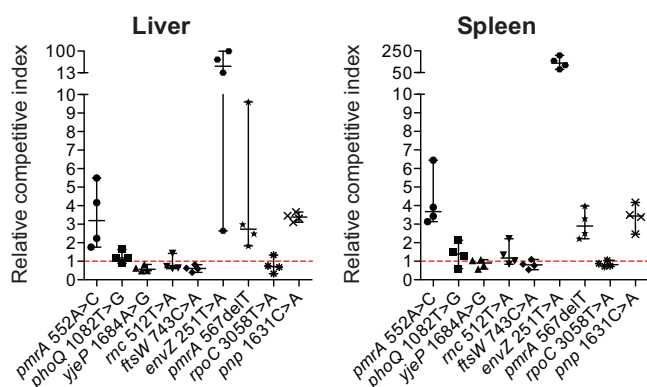 Liver
Relative competitive index
100
13
10
9
8
7
6
5
4
3
2
1
0
pmrA 552A>C
phoQ 1082T>G
yjeP 1684A>G
rnc 512T>A
ftsW 743C>A
envZ 251T>A
pmrA 567delT
rpoC 3058T>A
pnp 1631C>A
Spleen
Relative competitive index
250
50
10
9
8
7
6
5
4
3
2
1
0
pmrA 552A>C
phoQ 1082T>G
yjeP 1684A>G
rnc 512T>A
ftsW 743C>A
envZ 251T>A
pmrA 567delT
rpoC 3058T>A
pnp 1631C>A